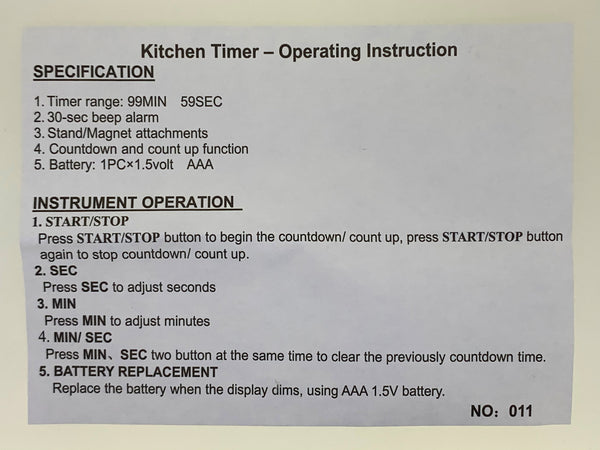 Kitchen Timer – Operating Instruction
SPECIFICATION
1. Timer range: 99MIN 59SEC
2. 30-sec beep alarm
3. Stand/Magnet attachments
4. Countdown and count up function
5. Battery: 1PC×1.5volt AAA
INSTRUMENT OPERATION
1. START/STOP
Press START/STOP button to begin the countdown/ count up, press START/STOP button
again to stop countdown/ count up.
2. SEC
Press SEC to adjust seconds
3. MIN
Press MIN to adjust minutes
4. MIN/ SEC
Press MIN、SEC two button at the same time to clear the previously countdown time.
5. BATTERY REPLACEMENT
Replace the battery when the display dims, using AAA 1.5V battery.
NO：011